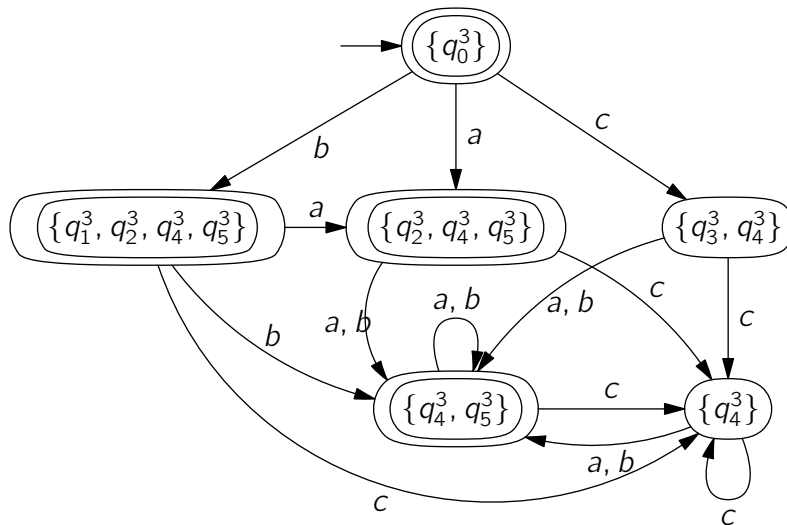 {q₀³}
c
a
b
{q₁³, q₂³, q₄³, q₅³}
a
{q₂³, q₄³, q₅³}
{q₃³, q₄³}
c
a, b
a, b
c
a, b
b
{q₄³, q₅³}
c
{q₄³}
a, b
c
c